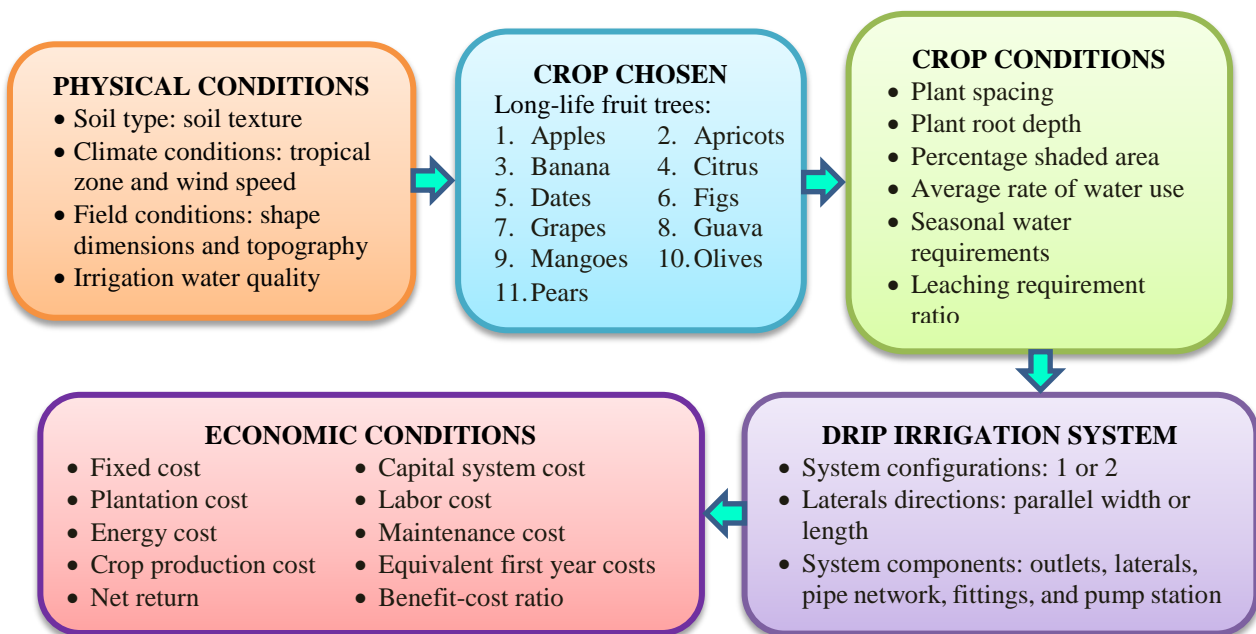 PHYSICAL CONDITIONS
• Soil type: soil texture
• Climate conditions: tropical
zone and wind speed
• Field conditions: shape
dimensions and topography
• Irrigation water quality
CROP CHOSEN
Long-life fruit trees:
1. Apples 2. Apricots
3. Banana 4. Citrus
5. Dates 6. Figs
7. Grapes 8. Guava
9. Mangoes 10. Olives
11. Pears
CROP CONDITIONS
• Plant spacing
• Plant root depth
• Percentage shaded area
• Average rate of water use
• Seasonal water
requirements
• Leaching requirement
ratio
DRIP IRRIGATION SYSTEM
• System configurations: 1 or 2
• Laterals directions: parallel width or
length
• System components: outlets, laterals,
pipe network, fittings, and pump station
ECONOMIC CONDITIONS
• Fixed cost
• Plantation cost
• Energy cost
• Crop production cost
• Net return
• Capital system cost
• Labor cost
• Maintenance cost
• Equivalent first year costs
• Benefit-cost ratio